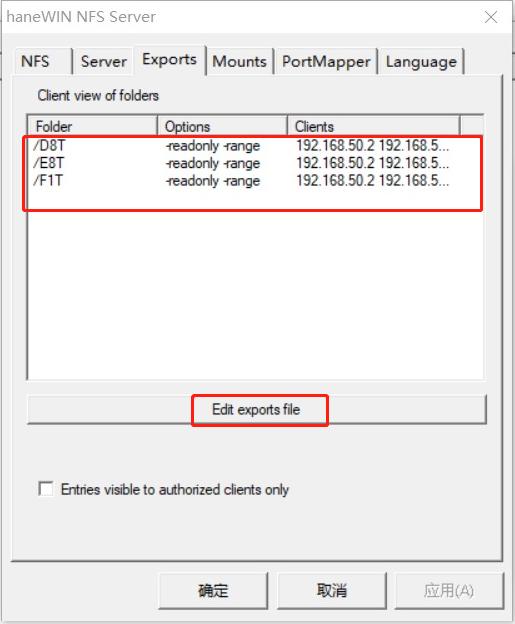 haneWIN NFS Server
NFS Server Exports Mounts PortMapper Language
Client view of folders
Folder Options Clients
/D8T -readonly -range 192.168.50.2 192.168.5...
/E8T -readonly -range 192.168.50.2 192.168.5...
/F1T -readonly -range 192.168.50.2 192.168.5...
Edit exports file
Entries visible to authorized clients only
确定 取消 应用(A)